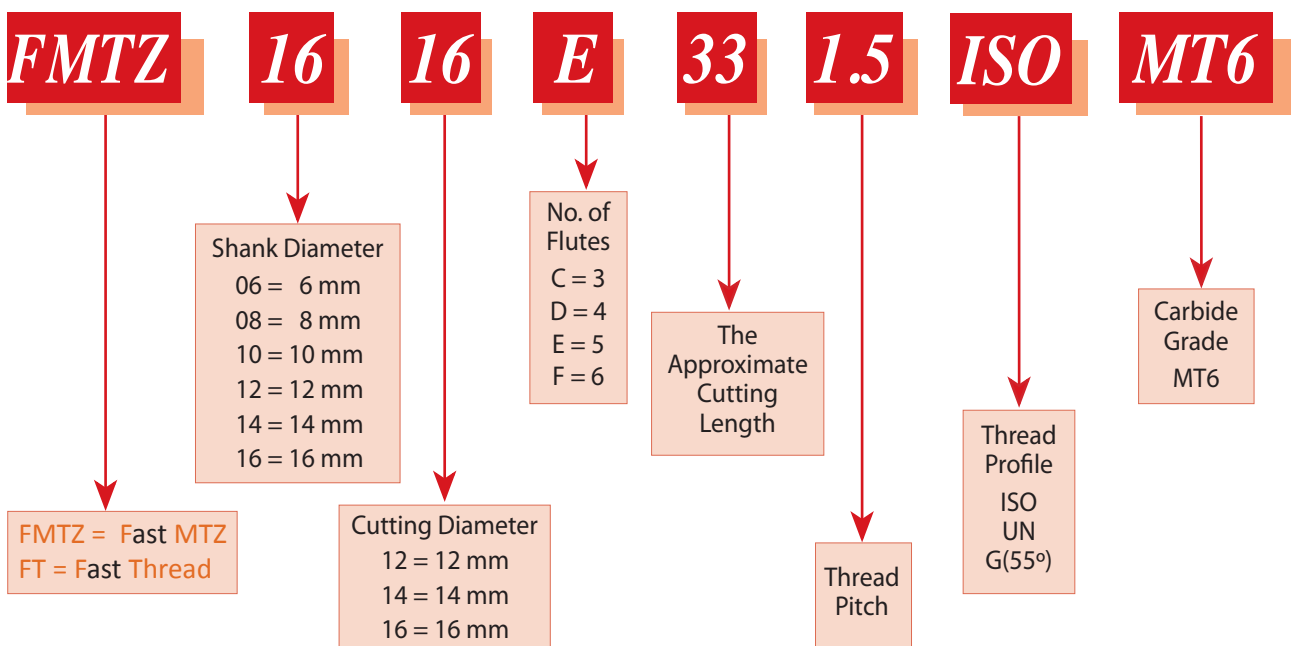 FMTZ 16 16 E 33 1.5 ISO MT6
Shank Diameter
06 = 6 mm
08 = 8 mm
10 = 10 mm
12 = 12 mm
14 = 14 mm
16 = 16 mm
No. of
Flutes
C = 3
D = 4
E = 5
F = 6
The
Approximate
Cutting
Length
Carbide
Grade
MT6
Thread
Profile
ISO
UN
G(55º)
FMTZ = Fast MTZ
FT = Fast Thread
Cutting Diameter
12 = 12 mm
14 = 14 mm
16 = 16 mm
Thread
Pitch